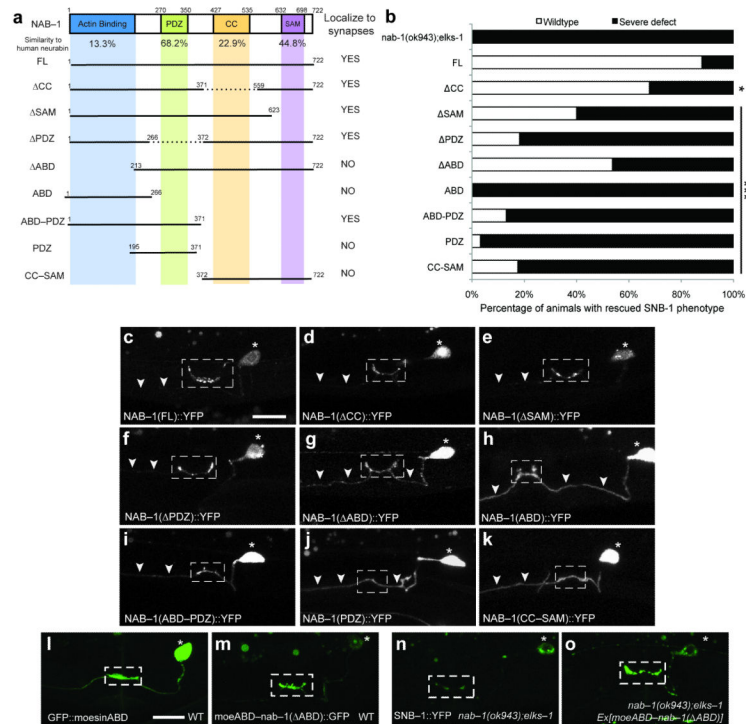 a
270 350 427 535 632 698 722
NAB–1 Actin Binding PDZ CC SAM Localize to
synapses
Similarity to
human neurabin 13.3% 68.2% 22.9% 44.8%
FL 1 722 YES
ΔCC 1 371 559 722 YES
ΔSAM 1 623 YES
ΔPDZ 1 266 372 722 YES
ΔABD 213 722 NO
ABD 1 266 NO
ABD–PDZ 1 371 YES
PDZ 195 371 NO
CC–SAM 372 722 NO
b
Wildtype Severe defect
nab-1(ok943);elks-1
FL
ΔCC *
ΔSAM
ΔPDZ
ΔABD
ABD ***
ABD-PDZ
PDZ
CC-SAM
0% 20% 40% 60% 80% 100%
Percentage of animals with rescued SNB-1 phenotype
c *
NAB–1(FL)::YFP
d *
NAB–1(ΔCC)::YFP
e *
NAB–1(ΔSAM)::YFP
f *
NAB–1(ΔPDZ)::YFP
g *
NAB–1(ΔABD)::YFP
h *
NAB–1(ABD)::YFP
i *
NAB–1(ABD-PDZ)::YFP
j *
NAB–1(PDZ)::YFP
k *
NAB–1(CC–SAM)::YFP
l *
GFP::moesinABD
m *
moeABD–nab-1(ΔABD)::GFP WT
n *
SNB-1::YFP nab-1(ok943);elks–1
o *
nab-1(ok943);elks–1
Ex[moABD–nab-1(ΔABD)]